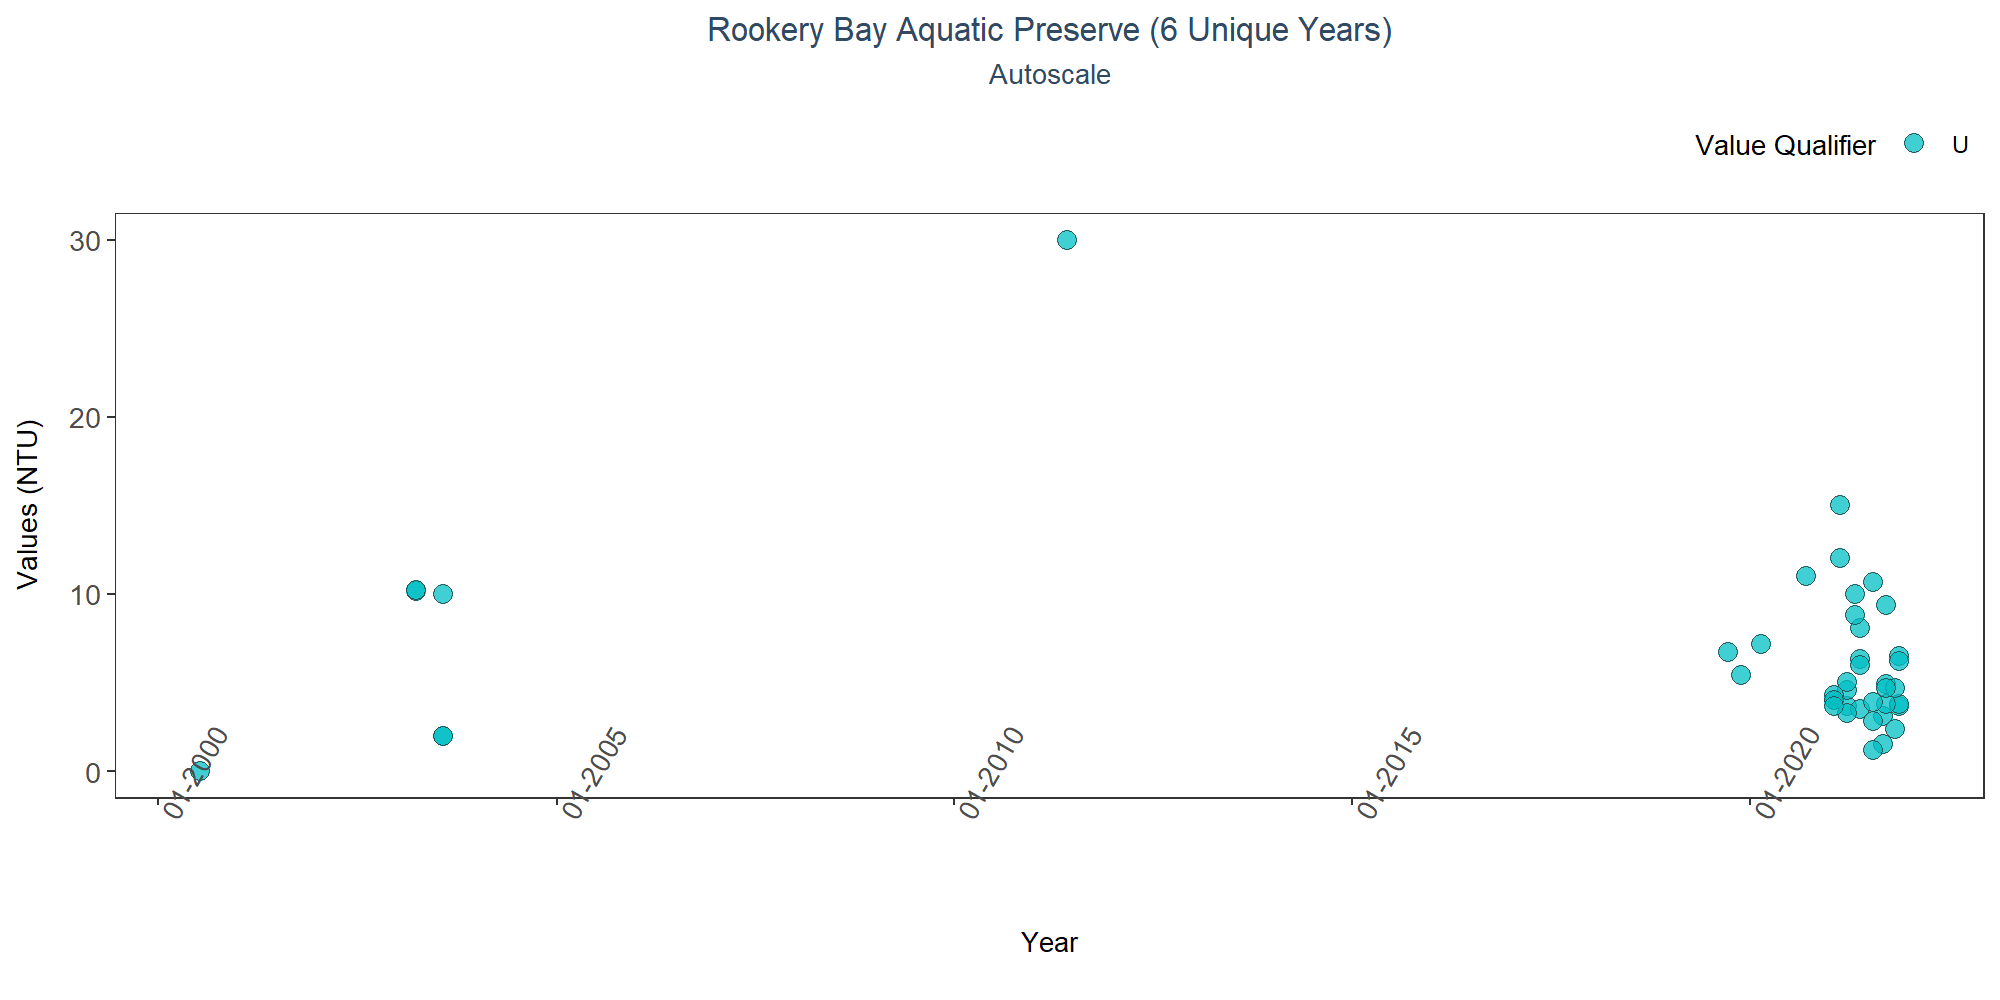 Rookery Bay Aquatic Preserve (6 Unique Years)
Autoscale
Value Qualifier U
Values (NTU)
30
20
10
0
01-2000
01-2005
01-2010
01-2015
01-2020
Year